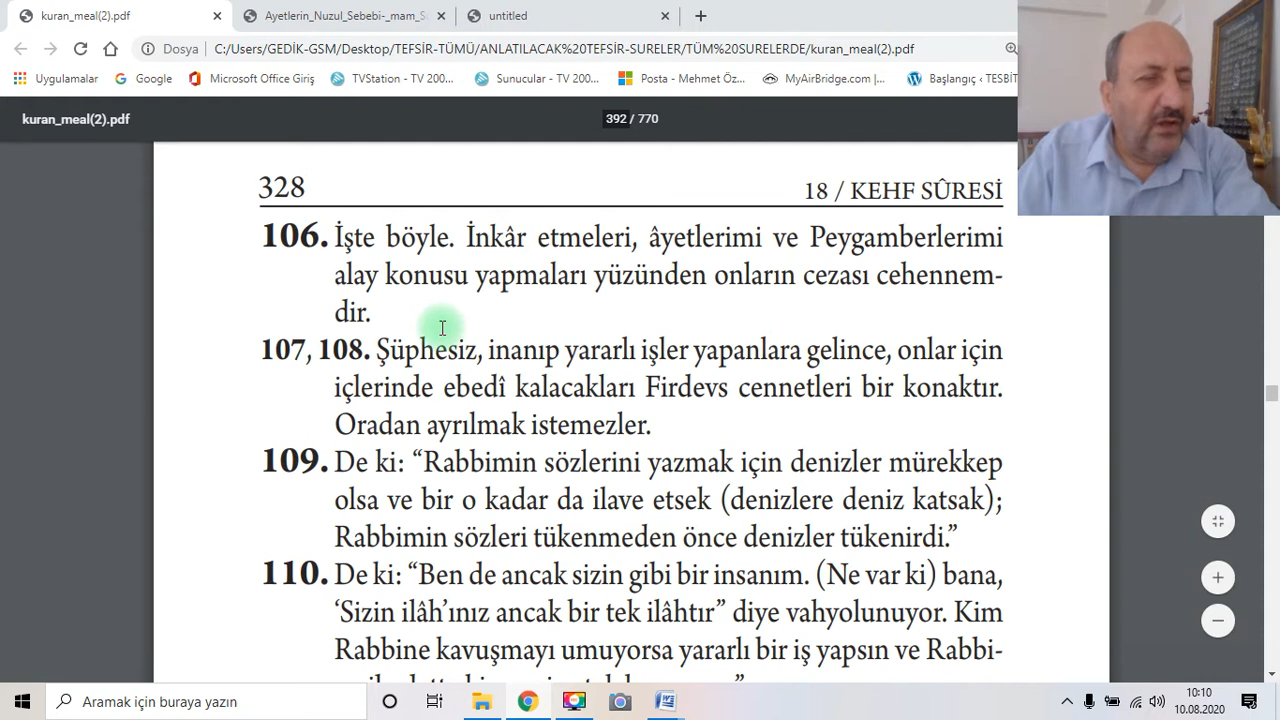 kuran_meal(2).pdf
Ayetlerin_Nuzul_Sebebi-_mam_S
untitled
Dosya C:/Users/GEDİK-GSM/Desktop/TEFSİR-TÜMÜ/ANLATILACAK%20TEFSİR-SURELER/TÜM%20SURELERDE/kuran_meal(2).pdf
Uygulamalar Google Microsoft Office Giriş TVStation - TV 200... Sunucular - TV 200... Posta - Mehmet Öz... MyAirBridge.com |... Başlangıç ‹ TESBİT
kuran_meal(2).pdf 392 / 770
328 18 / KEHF SÛRESİ
106. İşte böyle. İnkâr etmeleri, âyetlerimi ve Peygamberlerimi
alay konusu yapmaları yüzünden onların cezası cehennem-
dir.
107, 108. Şüphesiz, inanıp yararlı işler yapanlara gelince, onlar için
içlerinde ebedî kalacakları Firdevs cennetleri bir konaktır.
Oradan ayrılmak istemezler.
109. De ki: “Rabbimin sözlerini yazmak için denizler mürekkep
olsa ve bir o kadar da ilave etsek (denizlere deniz katsak);
Rabbimin sözleri tükenmeden önce denizler tükenirdi.”
110. De ki: “Ben de ancak sizin gibi bir insanım. (Ne var ki) bana,
‘Sizin ilâh’ınız ancak bir tek ilâhtır” diye vahyolunuyor. Kim
Rabbine kavuşmayı umuyorsa yararlı bir iş yapsın ve Rabbi-
Aramak için buraya yazın
10:10
10.08.2020